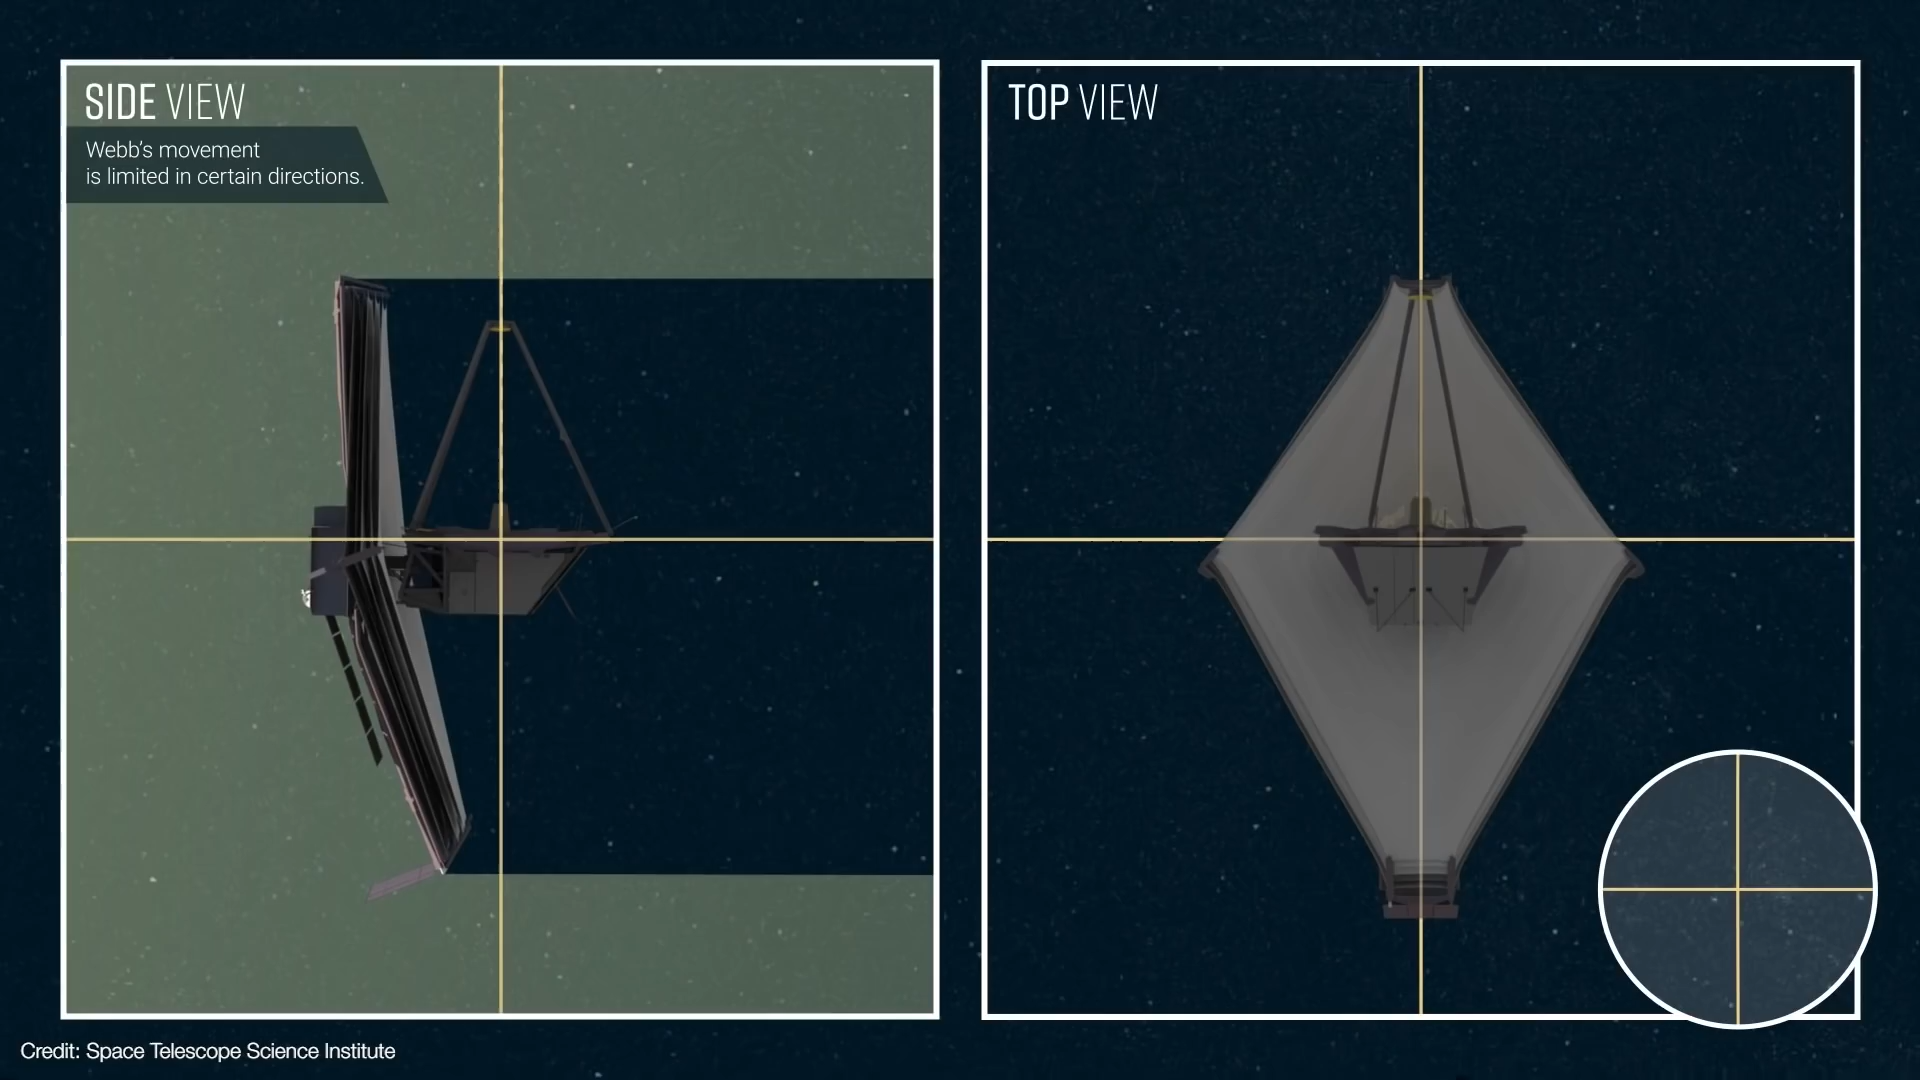 SIDE VIEW
Webb's movement
is limited in certain directions.
TOP VIEW
Credit: Space Telescope Science Institute